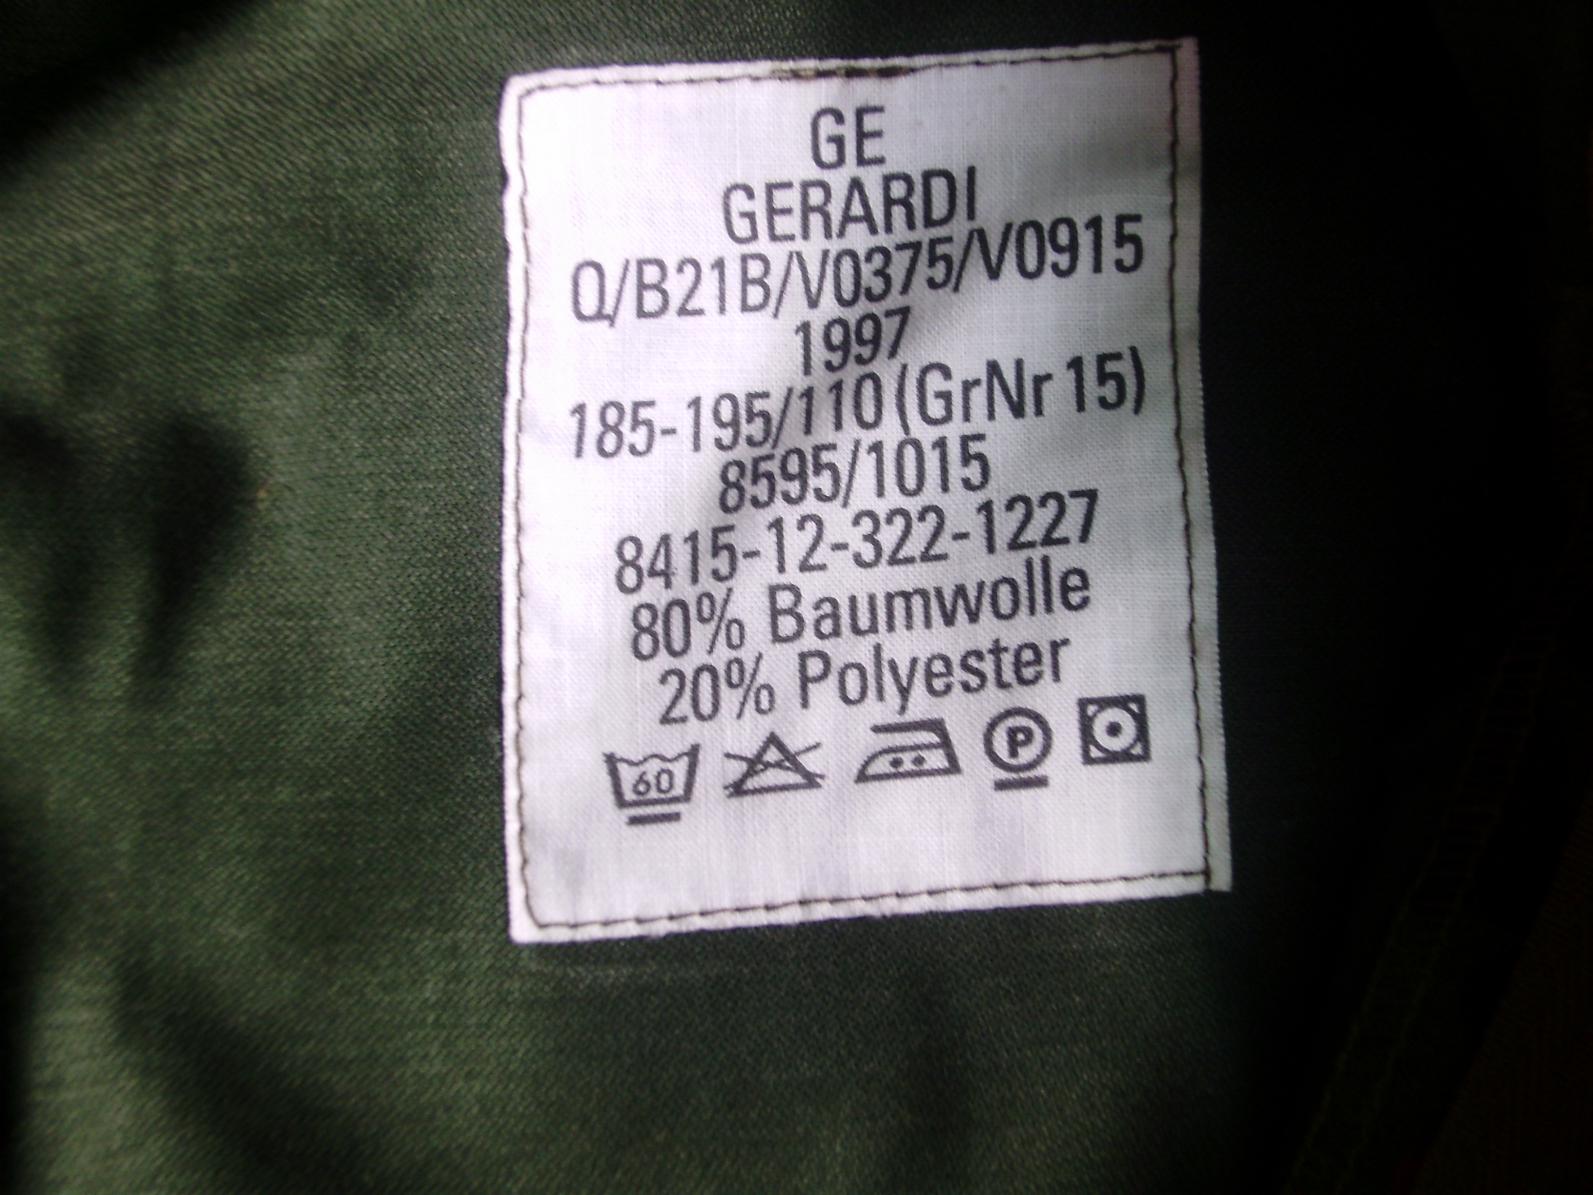 GE
GERARDI
Q/B21B/V0375/V0915
1997
185-195/110 (GrNr 15)
8595/1015
8415-12-322-1227
80% Baumwolle
20% Polyester
60 P